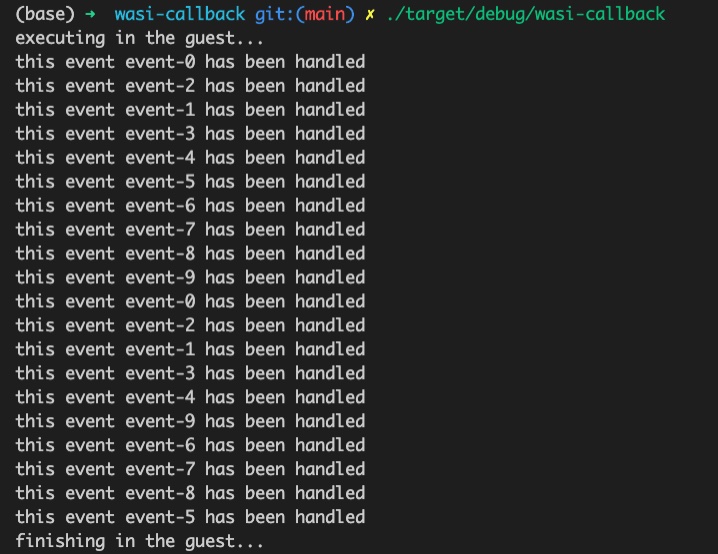 (base) ➜ wasi-callback git:(main) ✗ ./target/debug/wasi-callback
executing in the guest...
this event event-0 has been handled
this event event-2 has been handled
this event event-1 has been handled
this event event-3 has been handled
this event event-4 has been handled
this event event-5 has been handled
this event event-6 has been handled
this event event-7 has been handled
this event event-8 has been handled
this event event-9 has been handled
this event event-0 has been handled
this event event-2 has been handled
this event event-1 has been handled
this event event-3 has been handled
this event event-4 has been handled
this event event-9 has been handled
this event event-6 has been handled
this event event-7 has been handled
this event event-8 has been handled
this event event-5 has been handled
finishing in the guest...